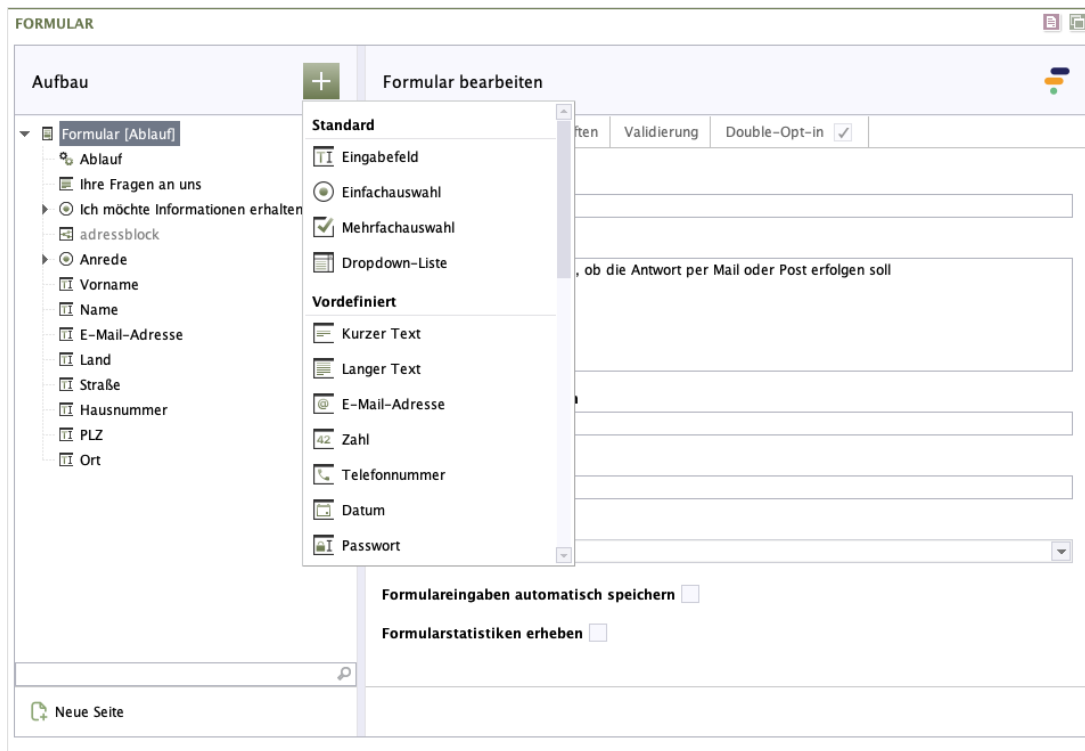 FORMULAR
Aufbau
Formular bearbeiten
Formular [Ablauf]
Ablauf
Ihre Fragen an uns
Ich möchte Informationen erhalten
adressblock
Anrede
Vorname
Name
E-Mail-Adresse
Land
Straße
Hausnummer
PLZ
Ort
Neue Seite
Standard
Eingabefeld
Einfachauswahl
Mehrfachauswahl
Dropdown-Liste
Vordefiniert
Kurzer Text
Langer Text
E-Mail-Adresse
42 Zahl
Telefonnummer
Datum
Passwort
Validierung
Double-Opt-in
, ob die Antwort per Mail oder Post erfolgen soll
Formulareingaben automatisch speichern
Formularstatistiken erheben